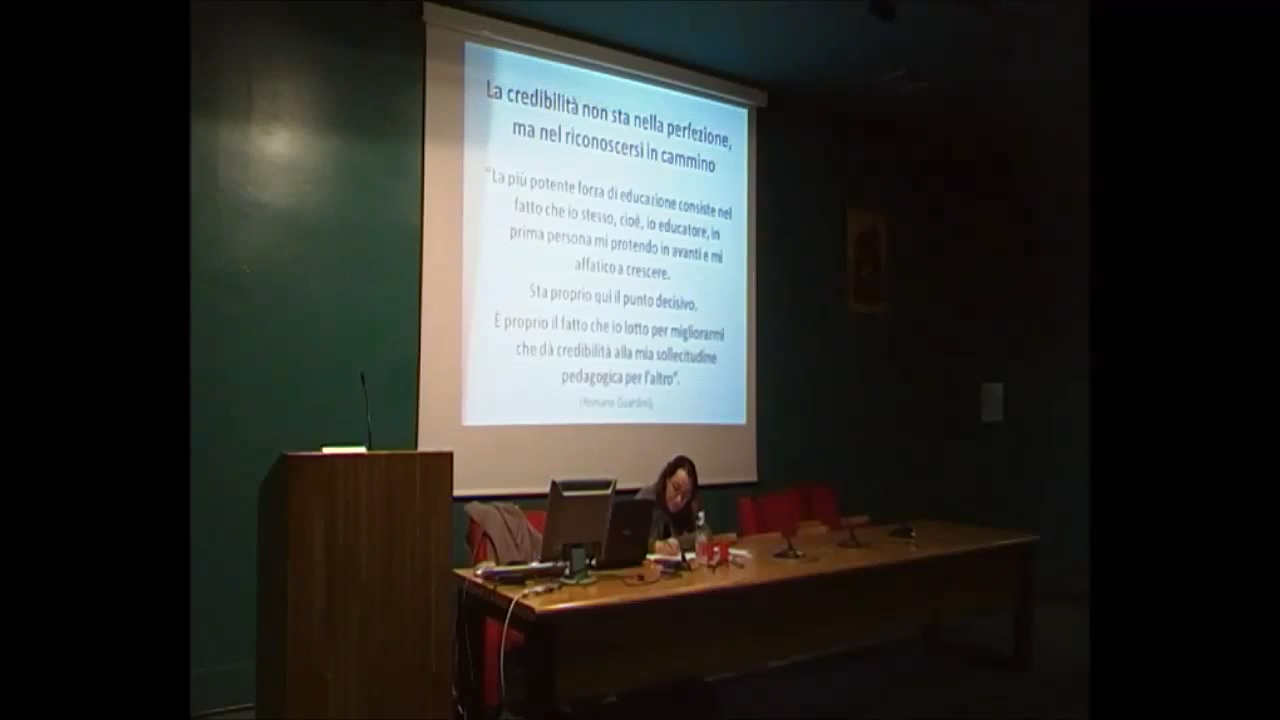 La credibilità non sta nella perfezione,
ma nel riconoscersi in cammino
“La più potente forza di educazione consiste nel
fatto che io stesso, cioè, io educatore, in
prima persona mi protendo in avanti e mi
affatico a crescere.
Sta proprio qui il punto decisivo.
È proprio il fatto che io lotto per migliorarmi
che dà credibilità alla mia sollecitudine
pedagogica per l'altro”.
(Romano Guardini)